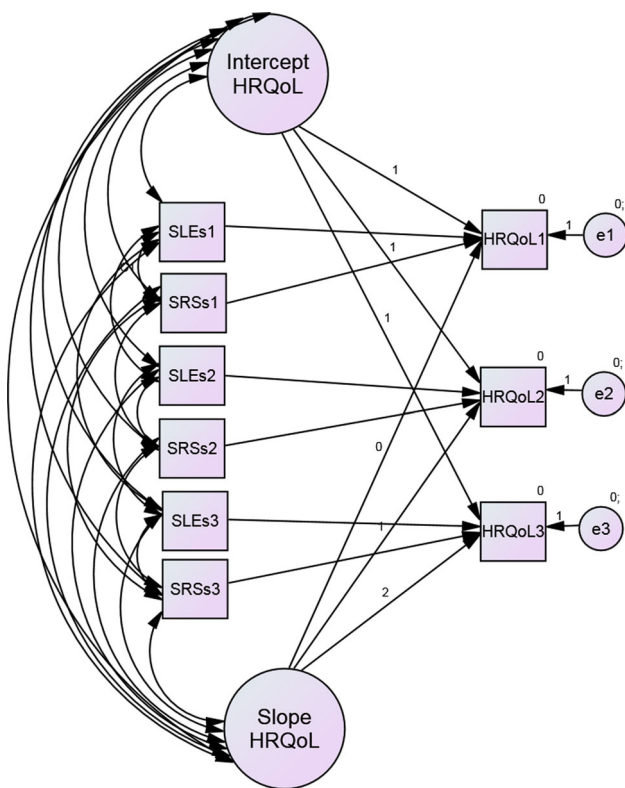 Intercept
HRQoL
1
0
0;
SLEs1
HRQoL1
1
e1
1
SRSs1
1
0
0;
SLEs2
HRQoL2
1
e2
SRSs2
0
0
0;
SLEs3
1
HRQoL3
1
e3
SRSs3
2
Slope
HRQoL